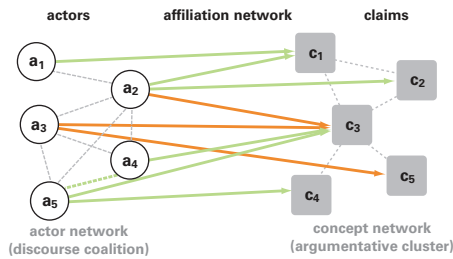 actors affiliation network claims
a1
c1
a2
c2
a3
c3
a4
c5
a5
c4
actor network
(discourse coalition)
concept network
(argumentative cluster)